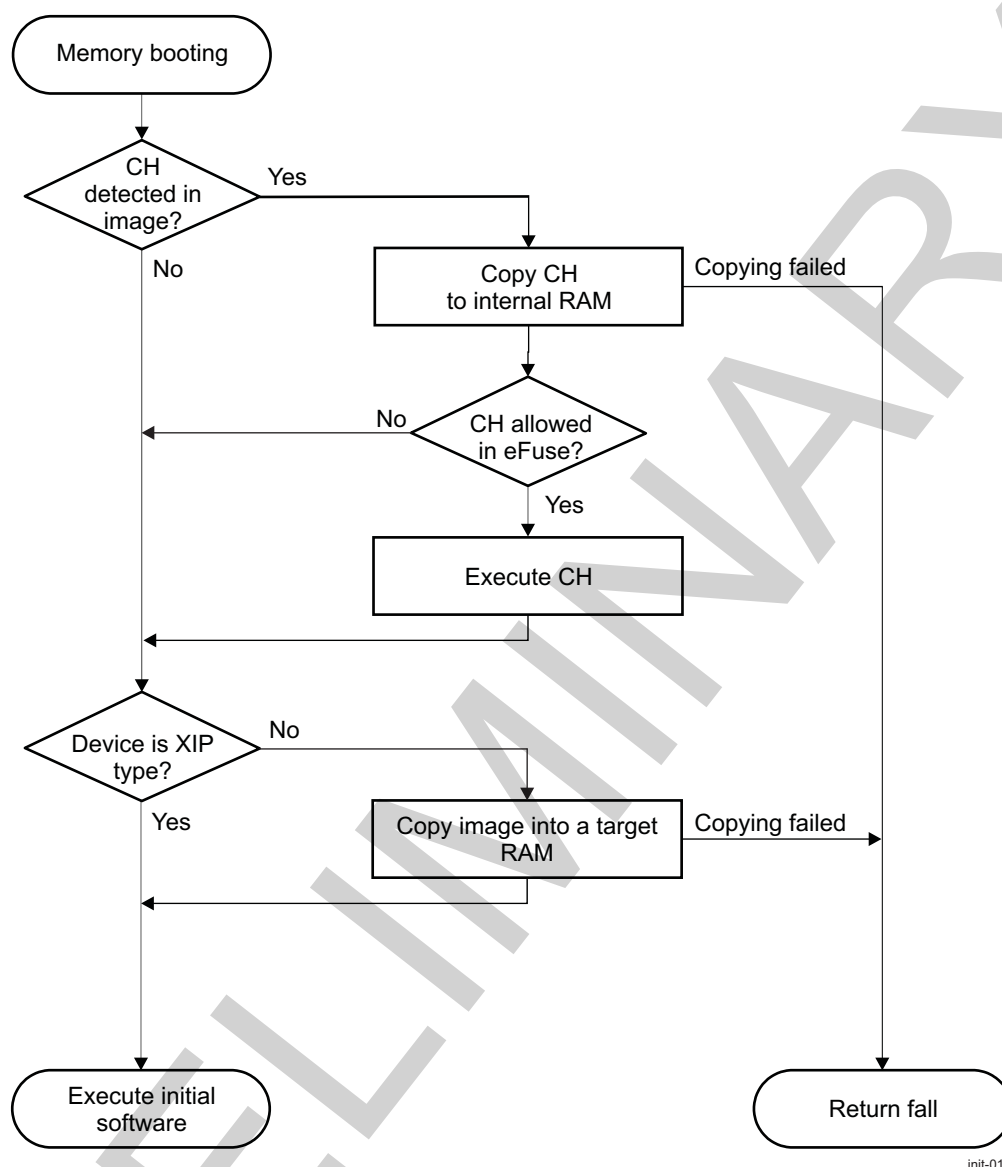 Memory booting
CH
detected in
image?
Yes
No
Copy CH
to internal RAM
Copying failed
No
CH allowed
in eFuse?
Yes
Execute CH
Device is XIP
type?
No
Yes
Copy image into a target
RAM
Copying failed
Execute initial
software
Return fall
init-01